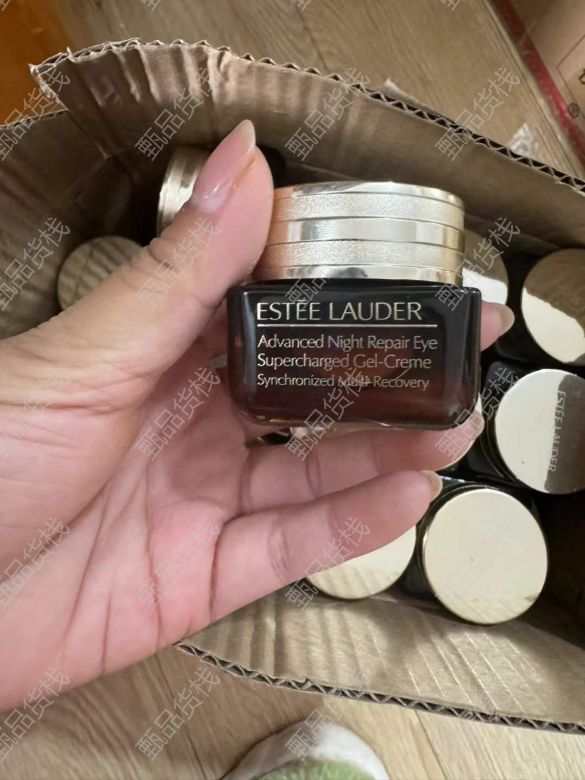 ESTĒE LAUDER
Advanced Night Repair Eye
Supercharged Gel-Creme
Synchronized Multi-Recovery
ESTĒE LAUDER
甄品货栈